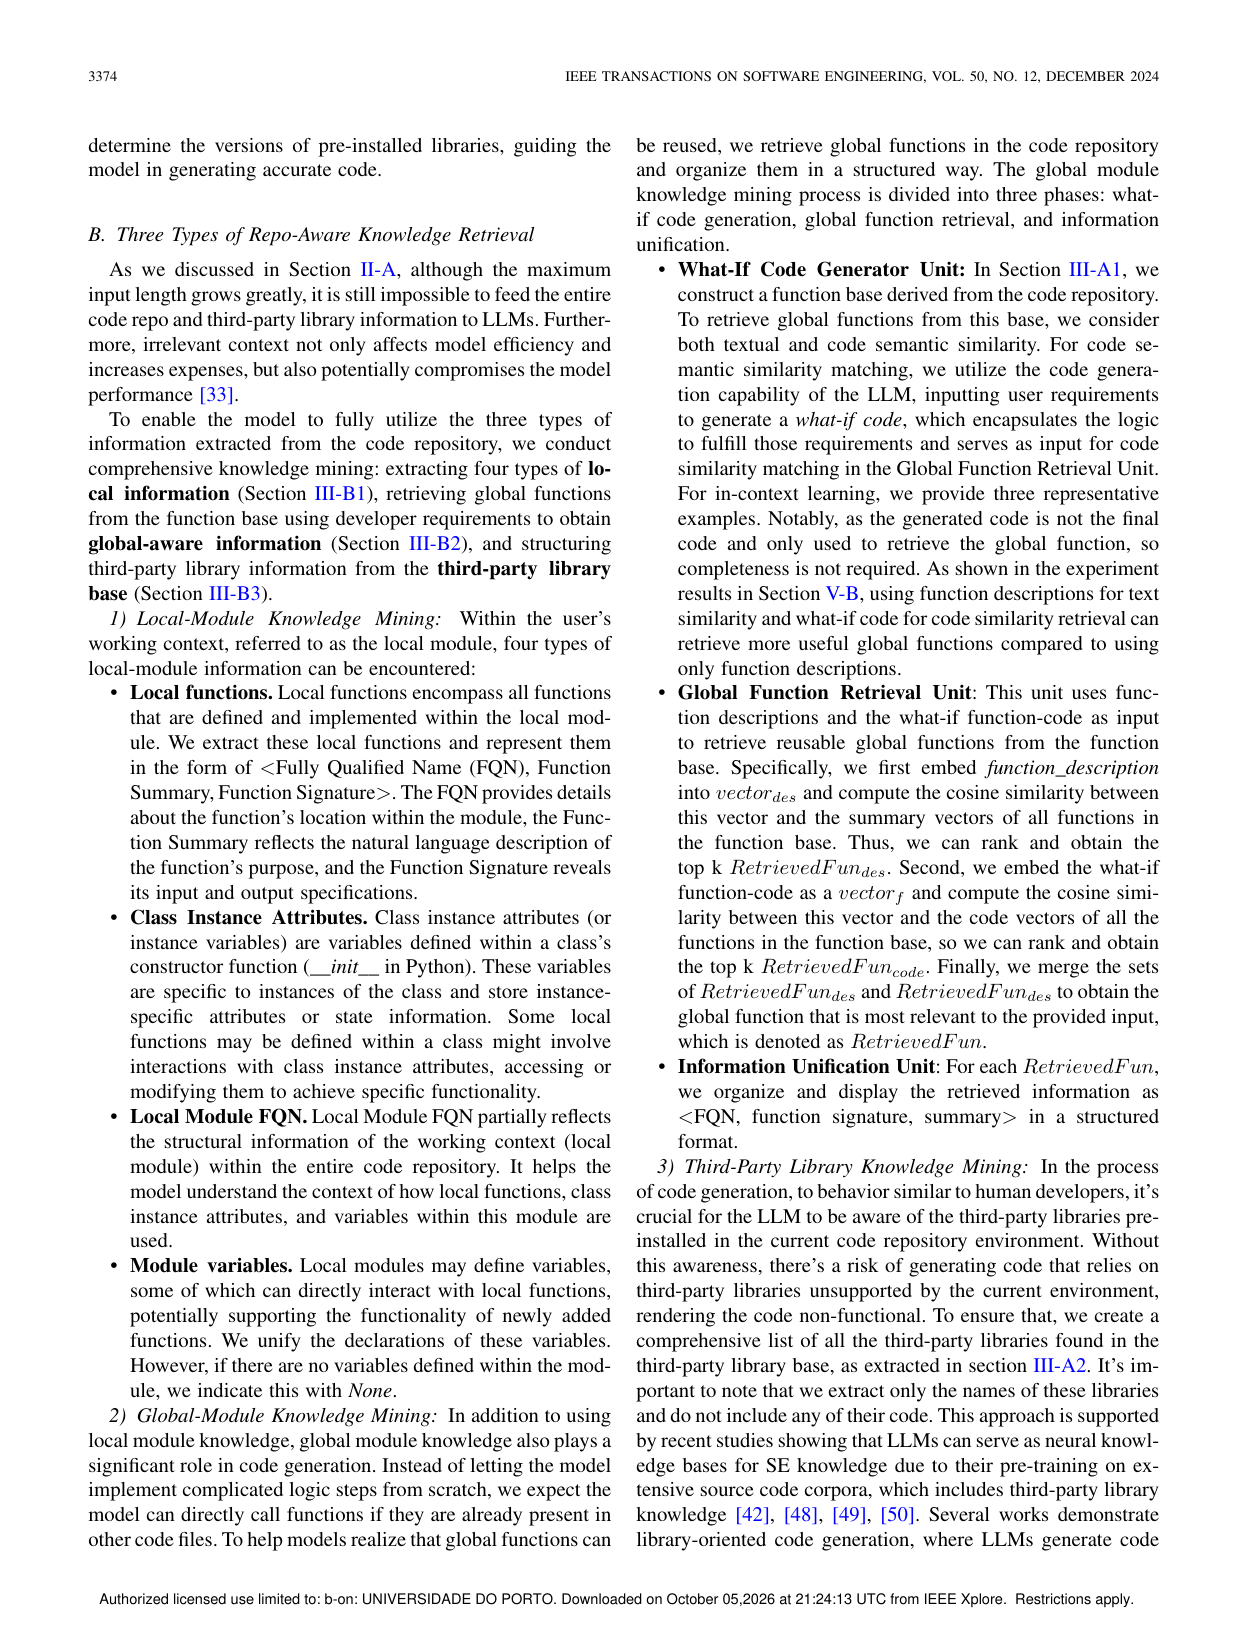 3374
IEEE TRANSACTIONS ON SOFTWARE ENGINEERING, VOL. 50, NO. 12, DECEMBER 2024
determine the versions of pre-installed libraries, guiding the
model in generating accurate code.
B. Three Types of Repo-Aware Knowledge Retrieval
As we discussed in Section II-A, although the maximum
input length grows greatly, it is still impossible to feed the entire
code repo and third-party library information to LLMs. Further-
more, irrelevant context not only affects model efficiency and
increases expenses, but also potentially compromises the model
performance [33].
To enable the model to fully utilize the three types of
information extracted from the code repository, we conduct
comprehensive knowledge mining: extracting four types of lo-
cal information (Section III-B1), retrieving global functions
from the function base using developer requirements to obtain
global-aware information (Section III-B2), and structuring
third-party library information from the third-party library
base (Section III-B3).
1) Local-Module Knowledge Mining: Within the user's
working context, referred to as the local module, four types of
local-module information can be encountered:
• Local functions. Local functions encompass all functions
that are defined and implemented within the local mod-
ule. We extract these local functions and represent them
in the form of <Fully Qualified Name (FQN), Function
Summary, Function Signature>. The FQN provides details
about the function's location within the module, the Func-
tion Summary reflects the natural language description of
the function's purpose, and the Function Signature reveals
its input and output specifications.
• Class Instance Attributes. Class instance attributes (or
instance variables) are variables defined within a class's
constructor function (__init__ in Python). These variables
are specific to instances of the class and store instance-
specific attributes or state information. Some local
functions may be defined within a class might involve
interactions with class instance attributes, accessing or
modifying them to achieve specific functionality.
• Local Module FQN. Local Module FQN partially reflects
the structural information of the working context (local
module) within the entire code repository. It helps the
model understand the context of how local functions, class
instance attributes, and variables within this module are
used.
• Module variables. Local modules may define variables,
some of which can directly interact with local functions,
potentially supporting the functionality of newly added
functions. We unify the declarations of these variables.
However, if there are no variables defined within the mod-
ule, we indicate this with None.
2) Global-Module Knowledge Mining: In addition to using
local module knowledge, global module knowledge also plays a
significant role in code generation. Instead of letting the model
implement complicated logic steps from scratch, we expect the
model can directly call functions if they are already present in
other code files. To help models realize that global functions can
be reused, we retrieve global functions in the code repository
and organize them in a structured way. The global module
knowledge mining process is divided into three phases: what-
if code generation, global function retrieval, and information
unification.
• What-If Code Generator Unit: In Section III-A1, we
construct a function base derived from the code repository.
To retrieve global functions from this base, we consider
both textual and code semantic similarity. For code se-
mantic similarity matching, we utilize the code genera-
tion capability of the LLM, inputting user requirements
to generate a what-if code, which encapsulates the logic
to fulfill those requirements and serves as input for code
similarity matching in the Global Function Retrieval Unit.
For in-context learning, we provide three representative
examples. Notably, as the generated code is not the final
code and only used to retrieve the global function, so
completeness is not required. As shown in the experiment
results in Section V-B, using function descriptions for text
similarity and what-if code for code similarity retrieval can
retrieve more useful global functions compared to using
only function descriptions.
• Global Function Retrieval Unit: This unit uses func-
tion descriptions and the what-if function-code as input
to retrieve reusable global functions from the function
base. Specifically, we first embed function_description
into vector_des and compute the cosine similarity between
this vector and the summary vectors of all functions in
the function base. Thus, we can rank and obtain the
top k RetrievedFun_des. Second, we embed the what-if
function-code as a vector_f and compute the cosine simi-
larity between this vector and the code vectors of all the
functions in the function base, so we can rank and obtain
the top k RetrievedFun_code. Finally, we merge the sets
of RetrievedFun_des and RetrievedFun_des to obtain the
global function that is most relevant to the provided input,
which is denoted as RetrievedFun.
• Information Unification Unit: For each RetrievedFun,
we organize and display the retrieved information as
<FQN, function signature, summary> in a structured
format.
3) Third-Party Library Knowledge Mining: In the process
of code generation, to behavior similar to human developers, it's
crucial for the LLM to be aware of the third-party libraries pre-
installed in the current code repository environment. Without
this awareness, there's a risk of generating code that relies on
third-party libraries unsupported by the current environment,
rendering the code non-functional. To ensure that, we create a
comprehensive list of all the third-party libraries found in the
third-party library base, as extracted in section III-A2. It's im-
portant to note that we extract only the names of these libraries
and do not include any of their code. This approach is supported
by recent studies showing that LLMs can serve as neural knowl-
edge bases for SE knowledge due to their pre-training on ex-
tensive source code corpora, which includes third-party library
knowledge [42], [48], [49], [50]. Several works demonstrate
library-oriented code generation, where LLMs generate code
Authorized licensed use limited to: b-on: UNIVERSIDADE DO PORTO. Downloaded on October 05,2026 at 21:24:13 UTC from IEEE Xplore. Restrictions apply.